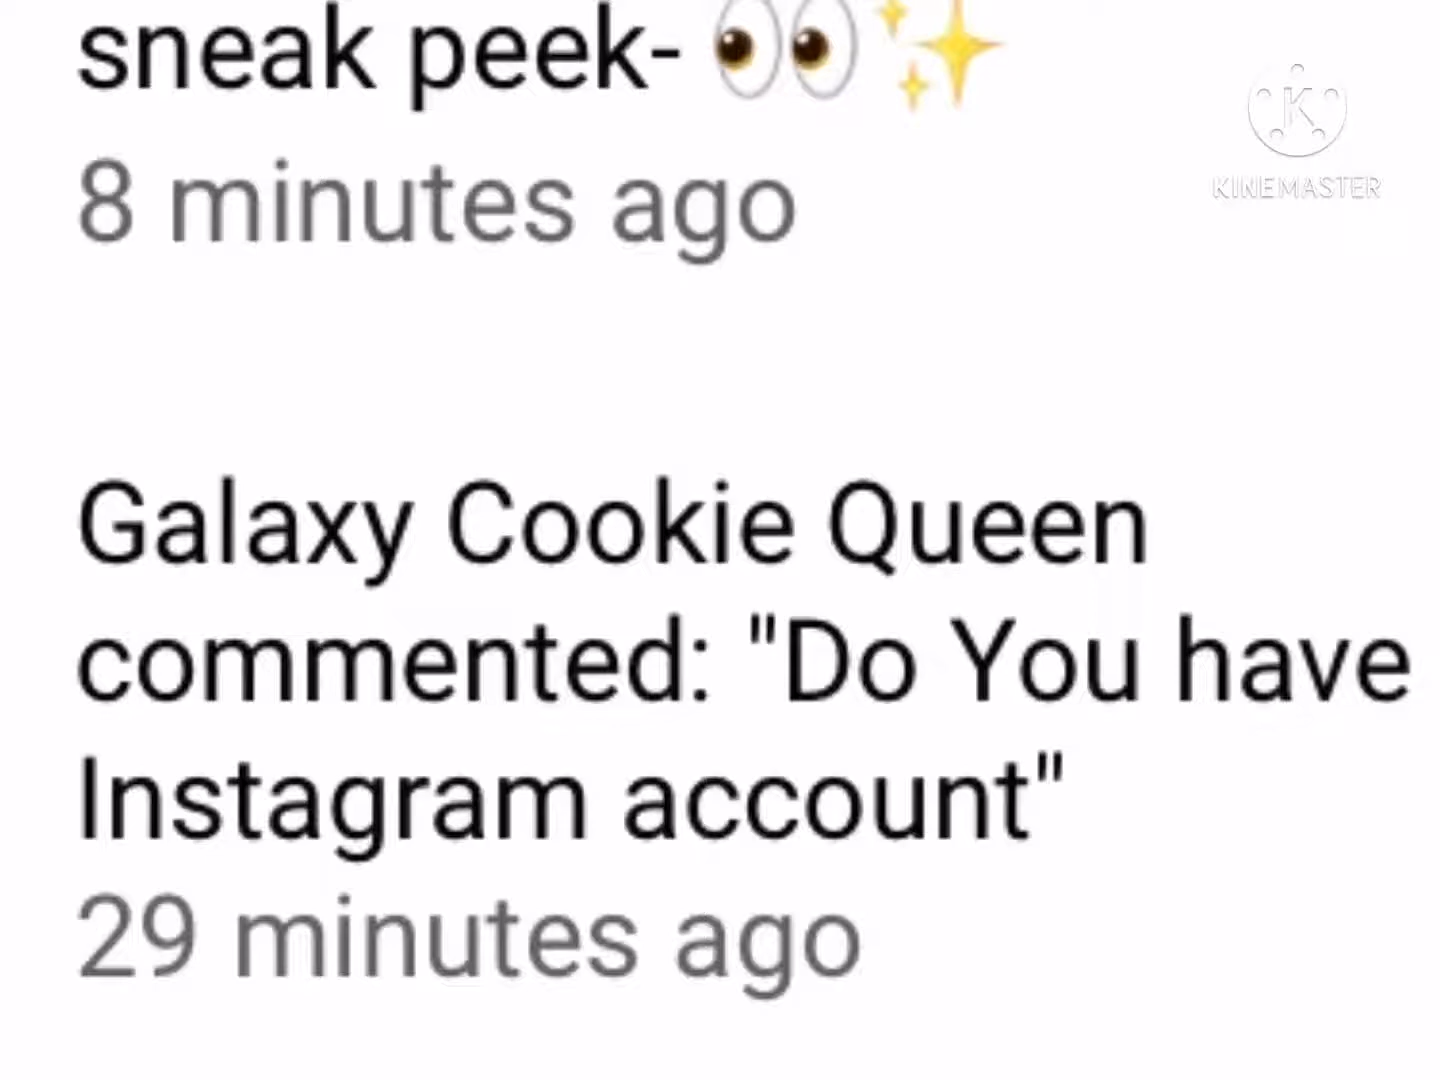 sneak peek- 👀✨
8 minutes ago
KINEMASTER
Galaxy Cookie Queen
commented: "Do You have
Instagram account"
29 minutes ago